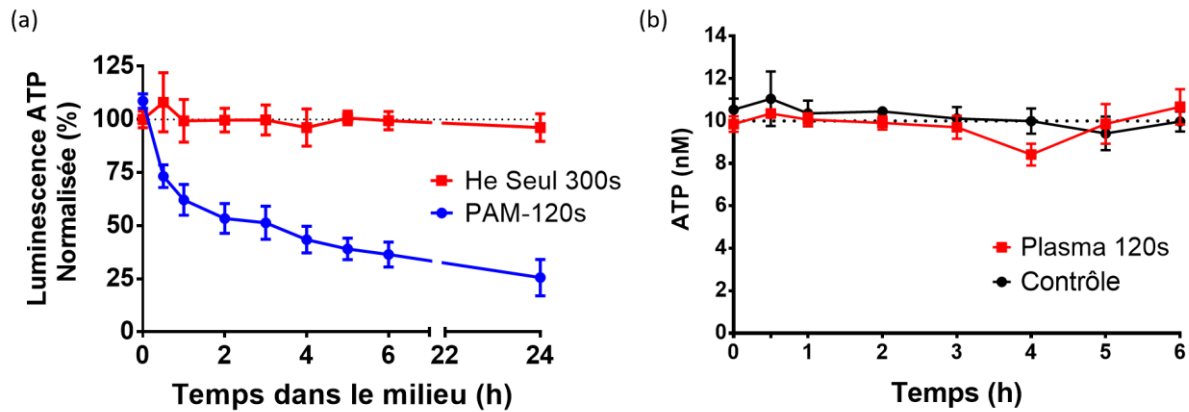 (a)
Luminescence ATP
Normalisée (%)
125
100
75
50
25
0
0
2
4
6
22
24
Temps dans le milieu (h)
He Seul 300s
PAM-120s
(b)
ATP (nM)
14
12
10
8
6
4
2
0
0
1
2
3
4
5
6
Temps (h)
Plasma 120s
Contrôle